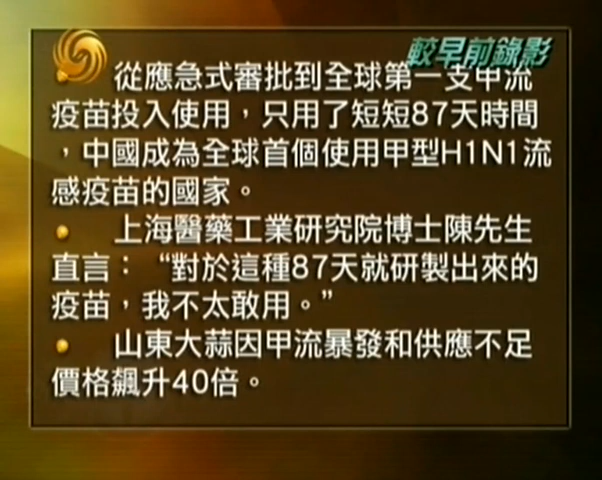 較早前錄影
從應急式審批到全球第一支甲流
疫苗投入使用，只用了短短87天時間
，中國成為全球首個使用甲型H1N1流
感疫苗的國家。
上海醫藥工業研究院博士陳先生
直言：“對於這種87天就研製出來的
疫苗，我不太敢用。”
山東大蒜因甲流暴發和供應不足
價格飆升40倍。